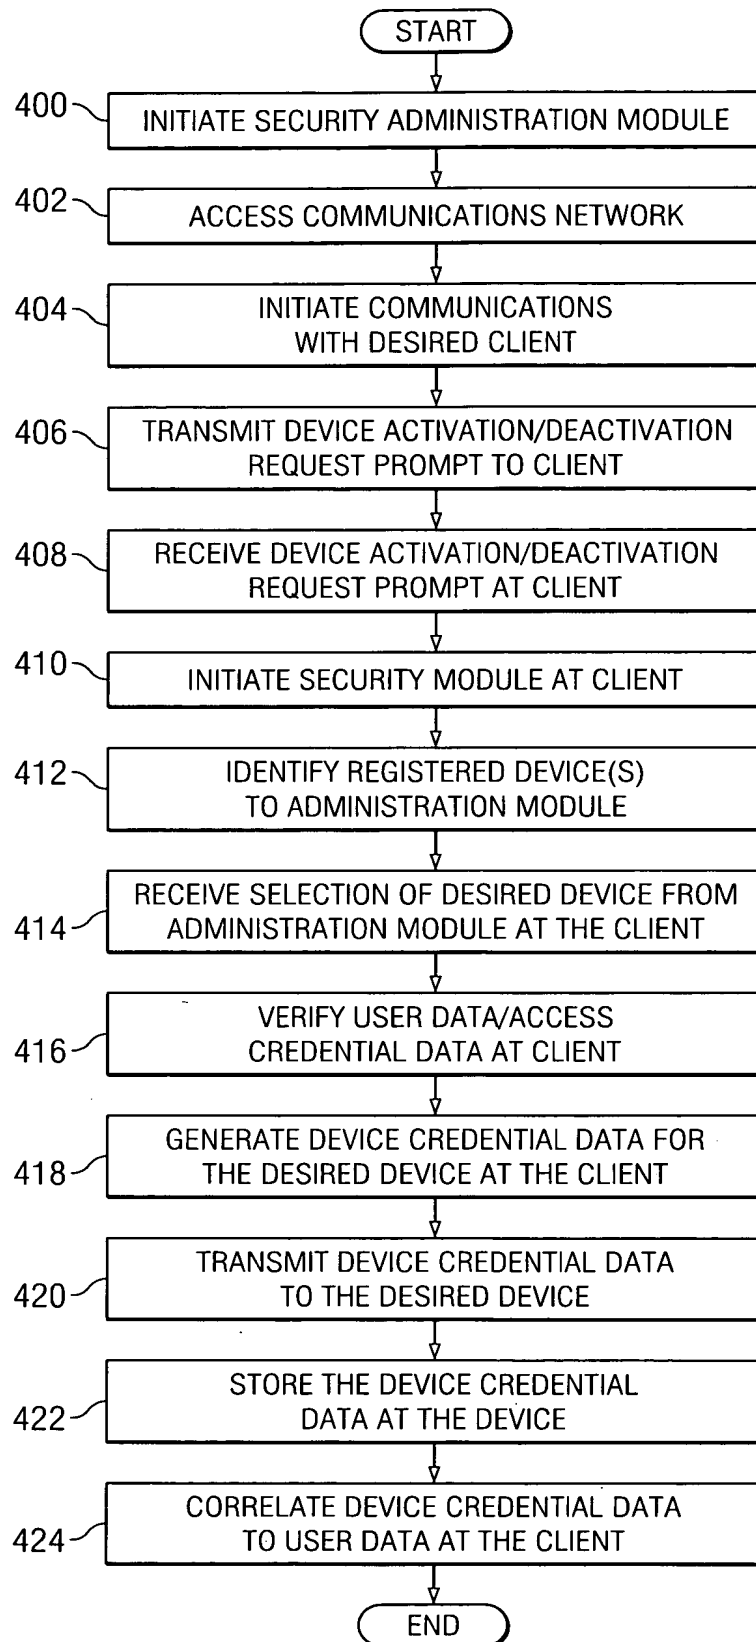 START
400
INITIATE SECURITY ADMINISTRATION MODULE
402
ACCESS COMMUNICATIONS NETWORK
404
INITIATE COMMUNICATIONS
WITH DESIRED CLIENT
406
TRANSMIT DEVICE ACTIVATION/DEACTIVATION
REQUEST PROMPT TO CLIENT
408
RECEIVE DEVICE ACTIVATION/DEACTIVATION
REQUEST PROMPT AT CLIENT
410
INITIATE SECURITY MODULE AT CLIENT
412
IDENTIFY REGISTERED DEVICE(S)
TO ADMINISTRATION MODULE
414
RECEIVE SELECTION OF DESIRED DEVICE FROM
ADMINISTRATION MODULE AT THE CLIENT
416
VERIFY USER DATA/ACCESS
CREDENTIAL DATA AT CLIENT
418
GENERATE DEVICE CREDENTIAL DATA FOR
THE DESIRED DEVICE AT THE CLIENT
420
TRANSMIT DEVICE CREDENTIAL DATA
TO THE DESIRED DEVICE
422
STORE THE DEVICE CREDENTIAL
DATA AT THE DEVICE
424
CORRELATE DEVICE CREDENTIAL DATA
TO USER DATA AT THE CLIENT
END